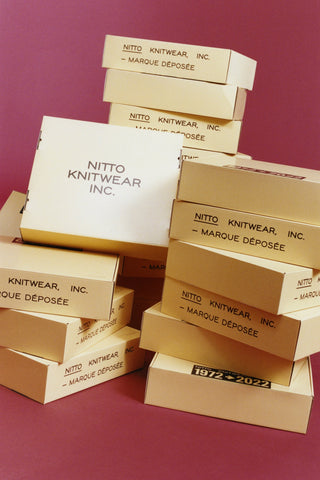 NITTO KNITWEAR, INC.
– MARQUE DÉPOSÉE
NITTO KNITWEAR, INC.
– MARQUE DÉPOSÉE
NITTO
KNITWEAR
INC.
KNITWEAR, INC.
NITTO KNITWEAR, INC.
– MARQUE DÉPOSÉE
KNITWEAR, INC.
MARQUE DÉPOSÉE
NITTO
– MARQUE DÉPOSÉE
NITTO KNITWEAR, INC.
– MARQUE DÉPOSÉE
NITTO KNITWEAR, INC.
– MARQUE DÉPOSÉE
NITTO
– MARQUE
1972 2022